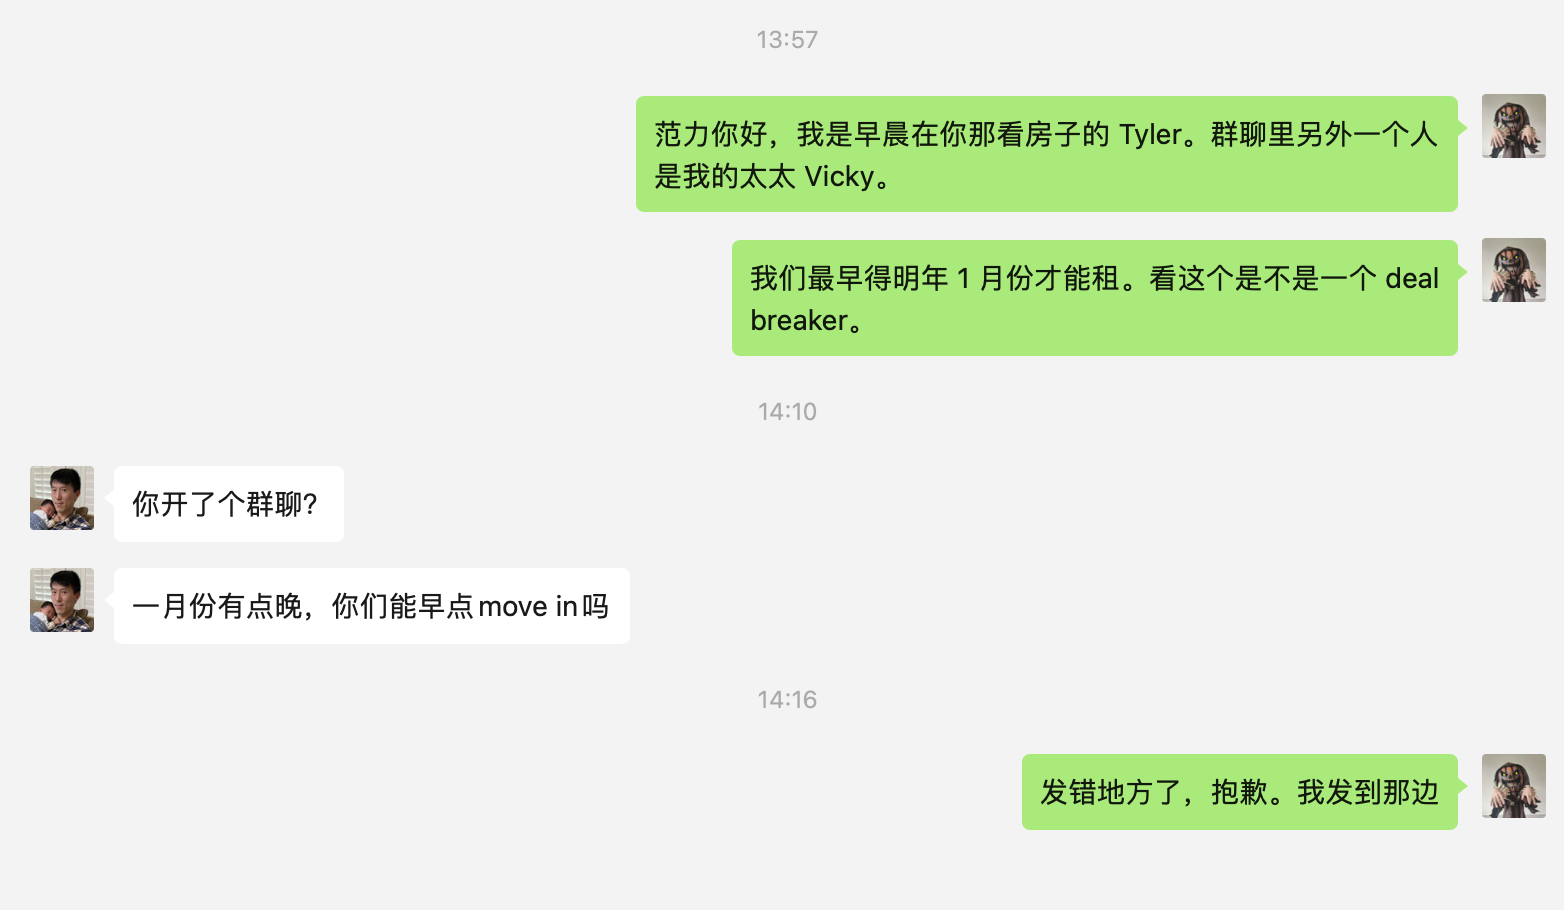 13:57
范力你好，我是早晨在你那看房子的 Tyler。群聊里另外一个人
是我的太太 Vicky。
我们最早得明年 1 月份才能租。看这个是不是一个 deal
breaker。
14:10
你开了个群聊？
一月份有点晚，你们能早点move in吗
14:16
发错地方了，抱歉。我发到那边